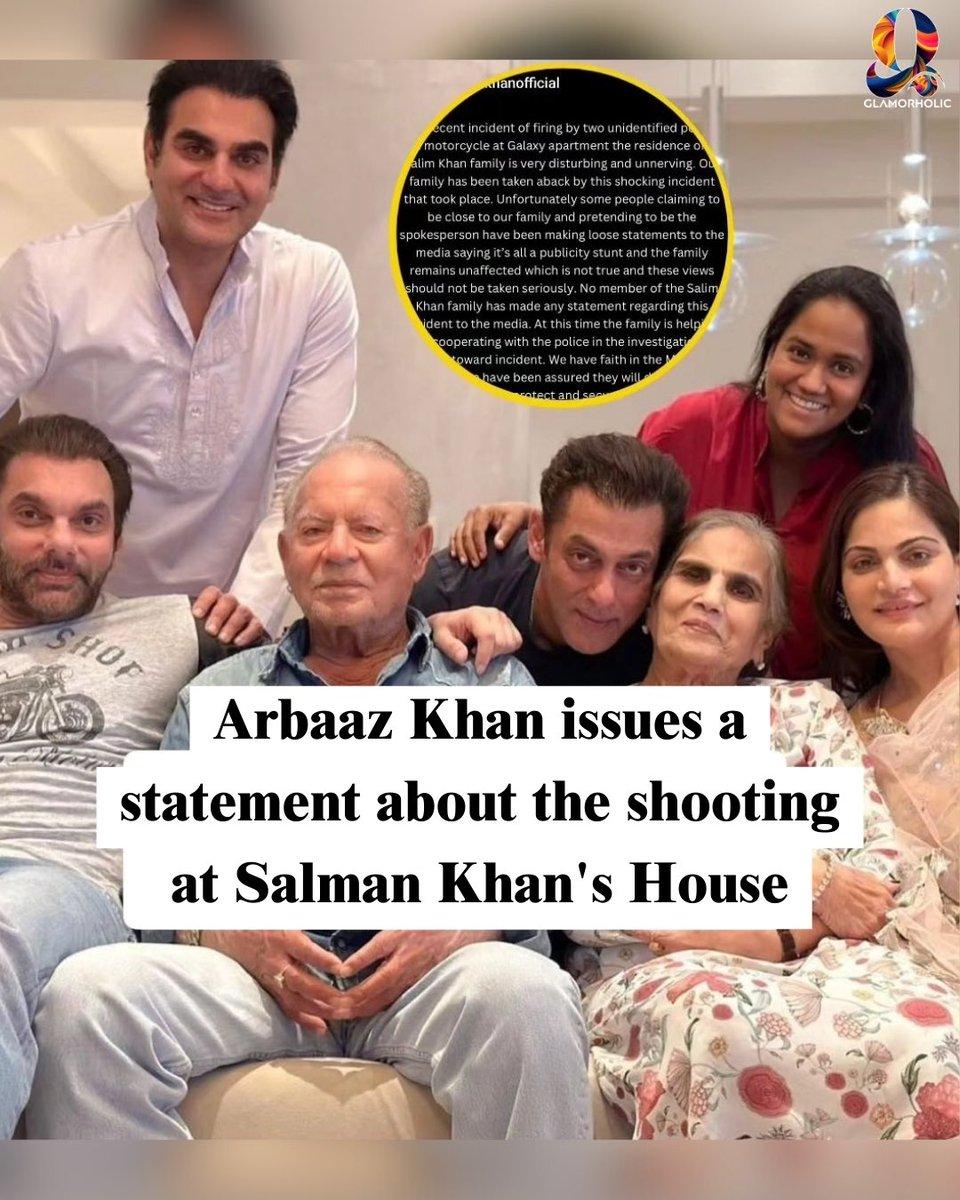 GLAMORHOLIC
hanofficial
ecent incident of firing by two unidentified
motorcycle at Galaxy apartment the residence
alim Khan family is very disturbing and unnerving.
family has been taken aback by this shocking incident
that took place. Unfortunately some people claiming to
be close to our family and pretending to be the
spokesperson have been making loose statements to the
media saying it’s all a publicity stunt and the family
remains unaffected which is not true and these views
should not be taken seriously. No member of the Salim
Khan family has made any statement regarding this
ident to the media. At this time the family is
cooperating with the police in the
toward incident. We have faith in the
have been assured they will
protect and
Arbaaz Khan issues a
statement about the shooting
at Salman Khan's House
SHOP